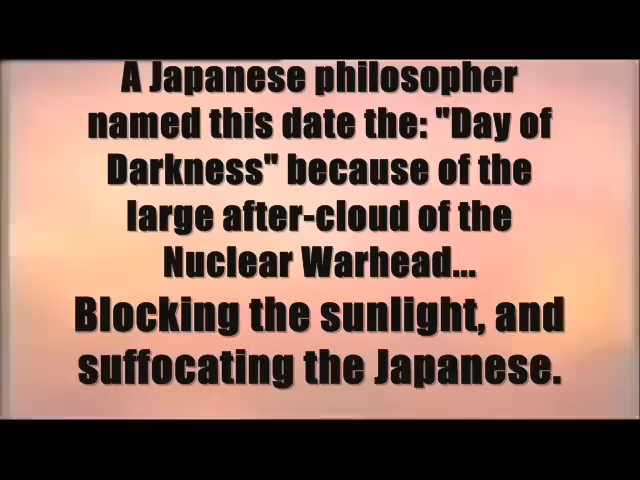 A Japanese philosopher
named this date the: "Day of
Darkness" because of the
large after-cloud of the
Nuclear Warhead...
Blocking the sunlight, and
suffocating the Japanese.